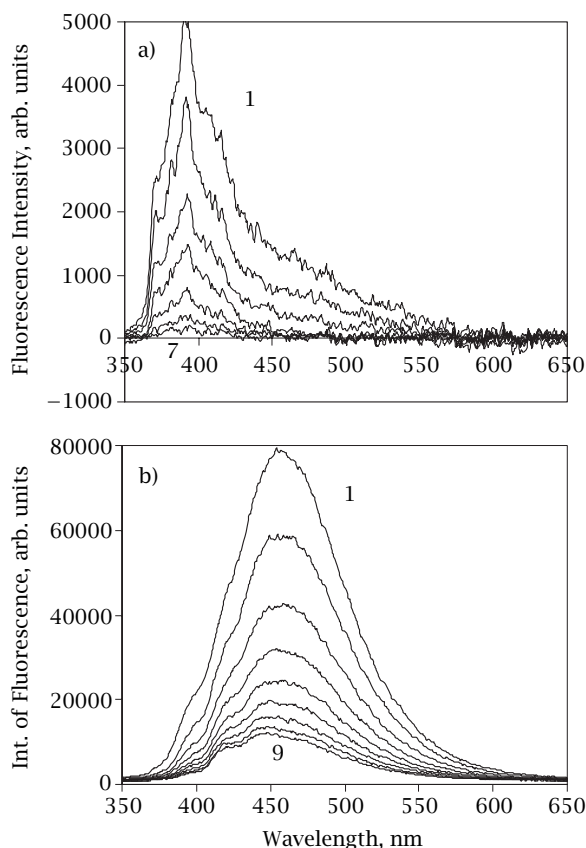 Fluorescence Intensity, arb. units
a)
5000
4000
3000
2000
1000
0
−1000
1
7
350 400 450 500 550 600 650
Int. of Fluorescence, arb. units
b)
80000
60000
40000
20000
0
1
9
350 400 450 500 550 600 650
Wavelength, nm